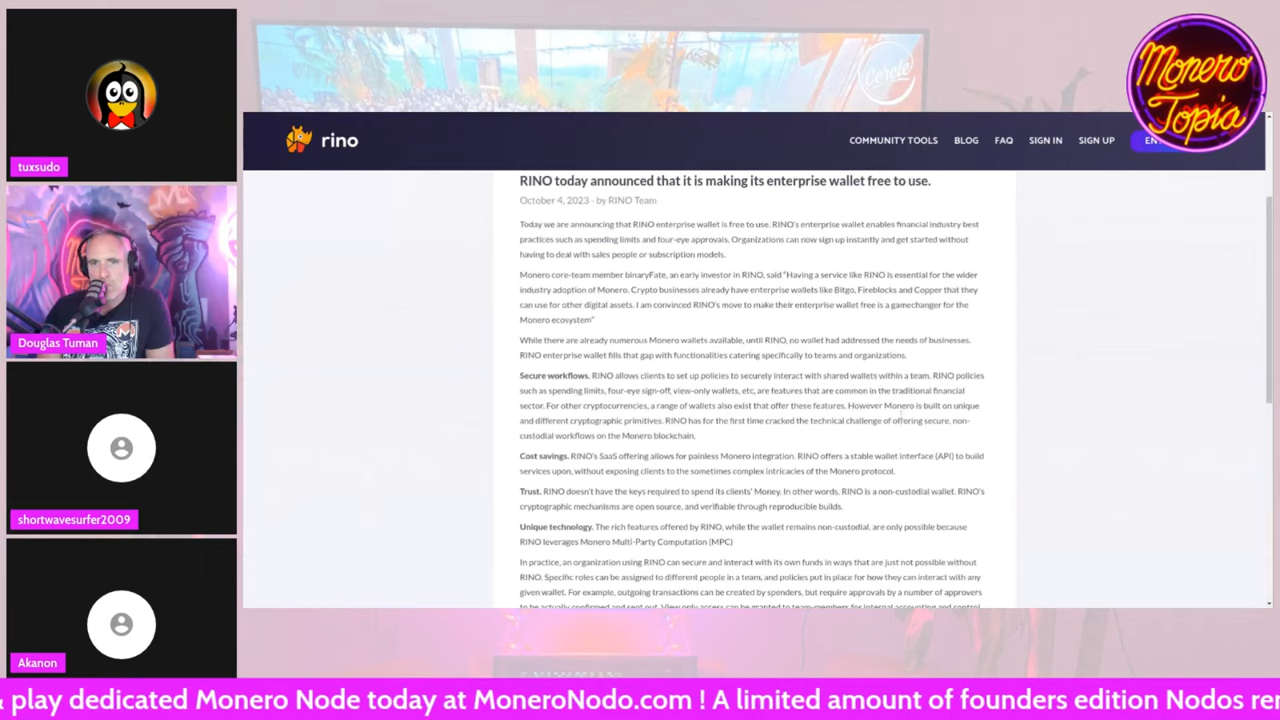 Cercle
Monero
Topia
rino
COMMUNITY TOOLS BLOG FAQ SIGN IN SIGN UP
RINO today announced that it is making its enterprise wallet free to use.
October 4, 2023 - by RINO Team
Today we are announcing that RINO enterprise wallet is free to use. RINO's enterprise wallet enables financial industry best
practices such as spending limits and four-eye approvals. Organizations can now sign up instantly and get started without
having to deal with sales people or subscription models.
Monero core-team member binaryFate, an early investor in RINO, said "Having a service like RINO is essential for the wider
industry adoption of Monero. Crypto businesses already have enterprise wallets like Bitgo, Fireblocks and Copper that they
can use for other digital assets. I am convinced RINO's move to make their enterprise wallet free is a gamechanger for the
Monero ecosystem"
While there are already numerous Monero wallets available, until RINO, no wallet had addressed the needs of businesses.
RINO enterprise wallet fills that gap with functionalities catering specifically to teams and organizations.
Secure workflows. RINO allows clients to set up policies to securely interact with shared wallets within a team. RINO policies
such as spending limits, four-eye sign-off, view-only wallets, etc, are features that are common in the traditional financial
sector. For other cryptocurrencies, a range of wallets also exist that offer these features. However Monero is built on unique
and different cryptographic primitives. RINO has for the first time cracked the technical challenge of offering secure, non-
custodial workflows on the Monero blockchain.
Cost savings. RINO's SaaS offering allows for painless Monero integration. RINO offers a stable wallet interface (API) to build
services upon, without exposing clients to the sometimes complex intricacies of the Monero protocol.
Trust. RINO doesn't have the keys required to spend its clients' Money. In other words, RINO is a non-custodial wallet. RINO's
cryptographic mechanisms are open source, and verifiable through reproducible builds.
Unique technology. The rich features offered by RINO, while the wallet remains non-custodial, are only possible because
RINO leverages Monero Multi-Party Computation (MPC)
In practice, an organization using RINO can secure and interact with its own funds in ways that are just not possible without
RINO. Specific roles can be assigned to different people in a team, and policies put in place for how they can interact with any
given wallet. For example, outgoing transactions can be created by spenders, but require approvals by a number of approvers
to be actually confirmed and sent out. View only access can be granted to team-members for internal accounting and control
tuxsudo
Douglas Tuman
shortwavesurfer2009
Akanon
& play dedicated Monero Node today at MoneroNodo.com ! A limited amount of founders edition Nodos